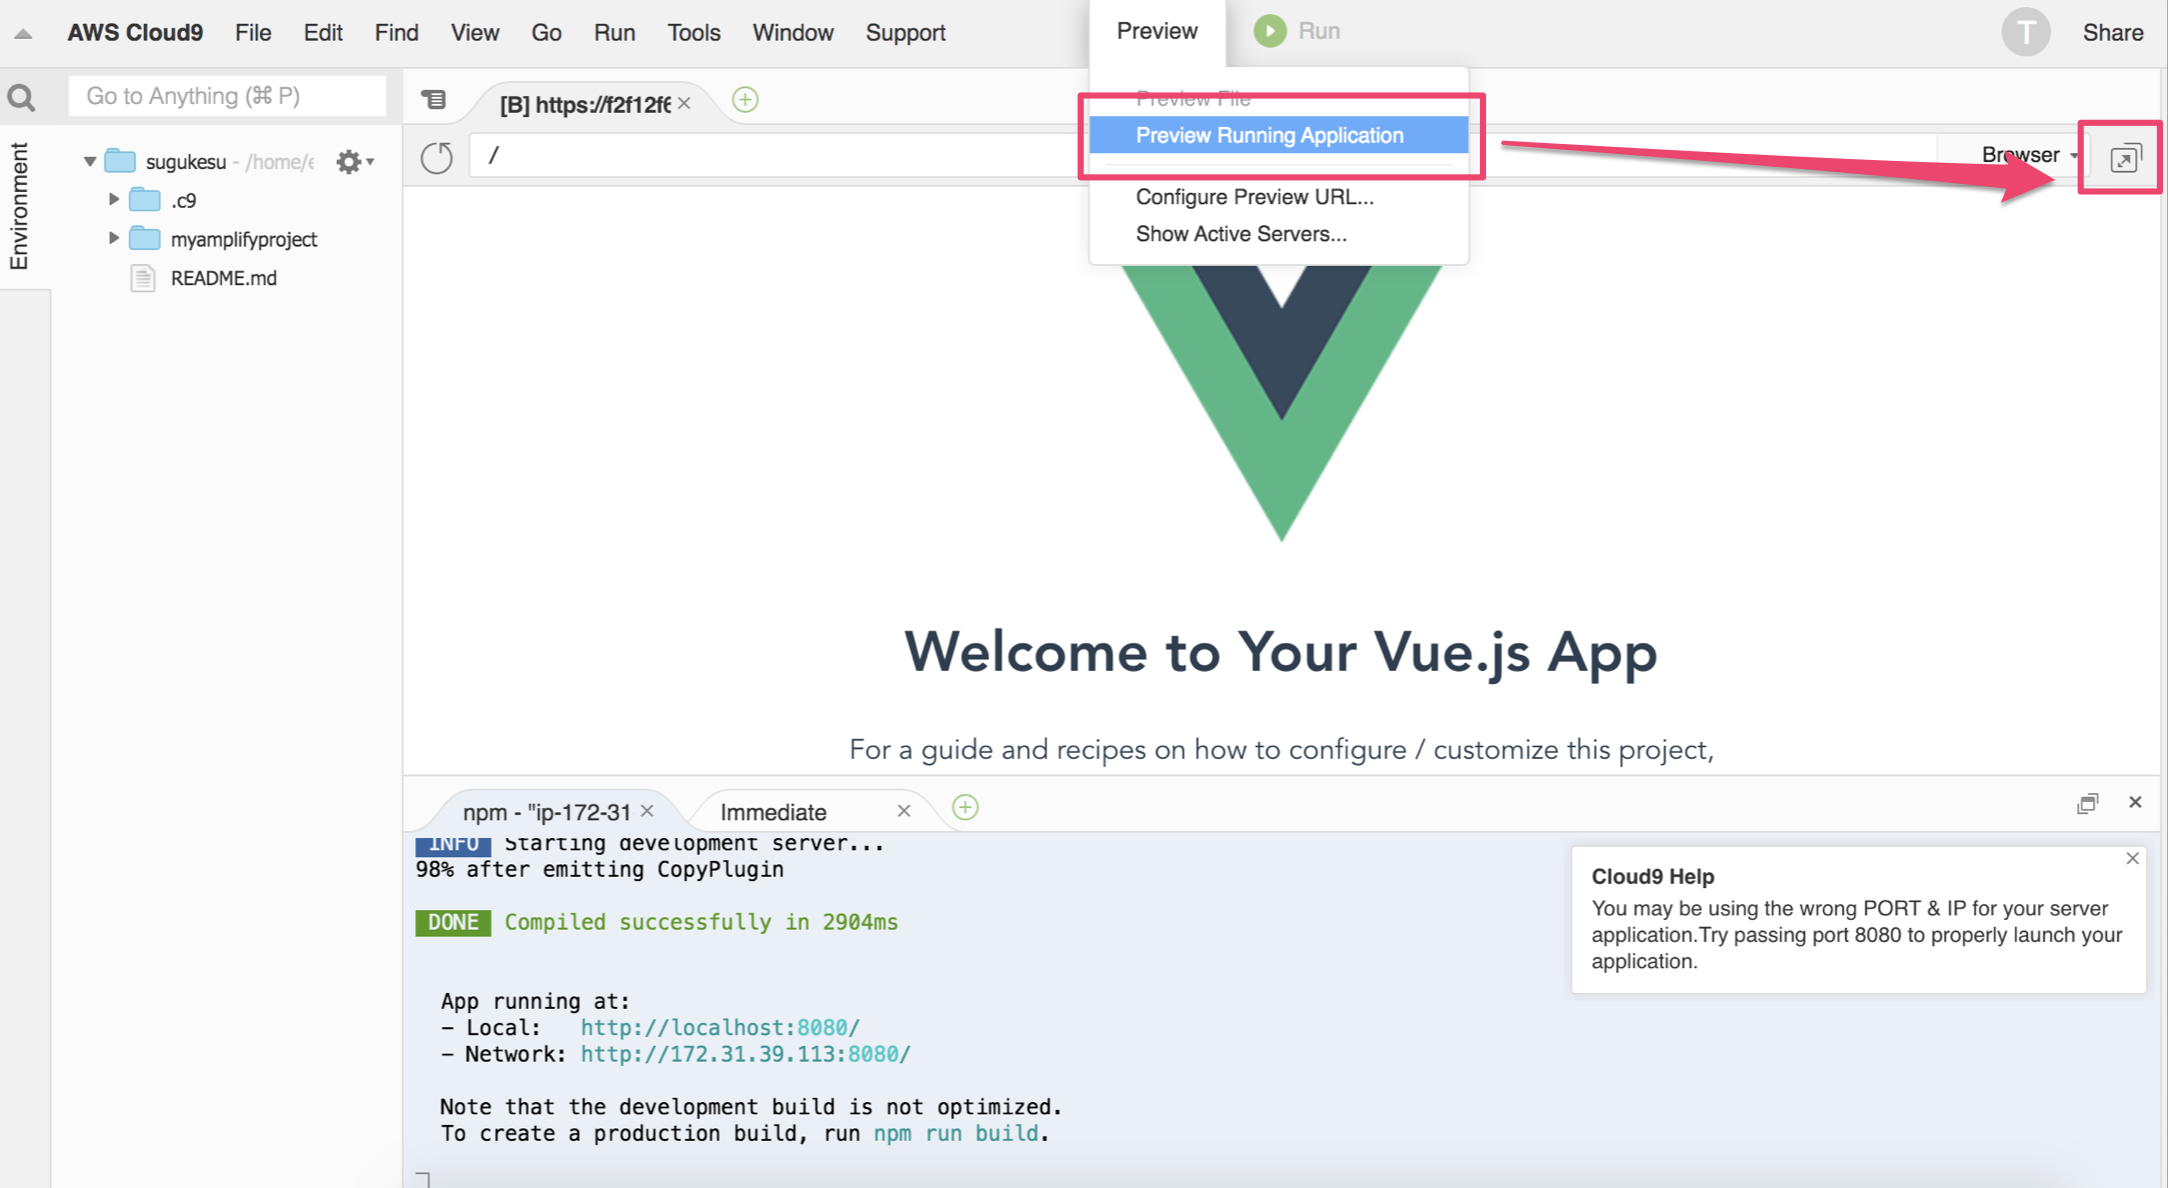 AWS Cloud9 File Edit Find View Go Run Tools Window Support Preview Run T Share
Go to Anything (⌘ P)
[B] https://f2f12f6
Preview File
Preview Running Application
Configure Preview URL...
Show Active Servers...
/
Browser
Environment
sugukesu - /home/e
.c9
myamplifyproject
README.md
Welcome to Your Vue.js App
For a guide and recipes on how to configure / customize this project,
npm - "ip-172-31
Immediate
INFO Starting development server...
98% after emitting CopyPlugin
DONE Compiled successfully in 2904ms
App running at:
- Local: http://localhost:8080/
- Network: http://172.31.39.113:8080/
Note that the development build is not optimized.
To create a production build, run npm run build.
Cloud9 Help
You may be using the wrong PORT & IP for your server
application.Try passing port 8080 to properly launch your
application.